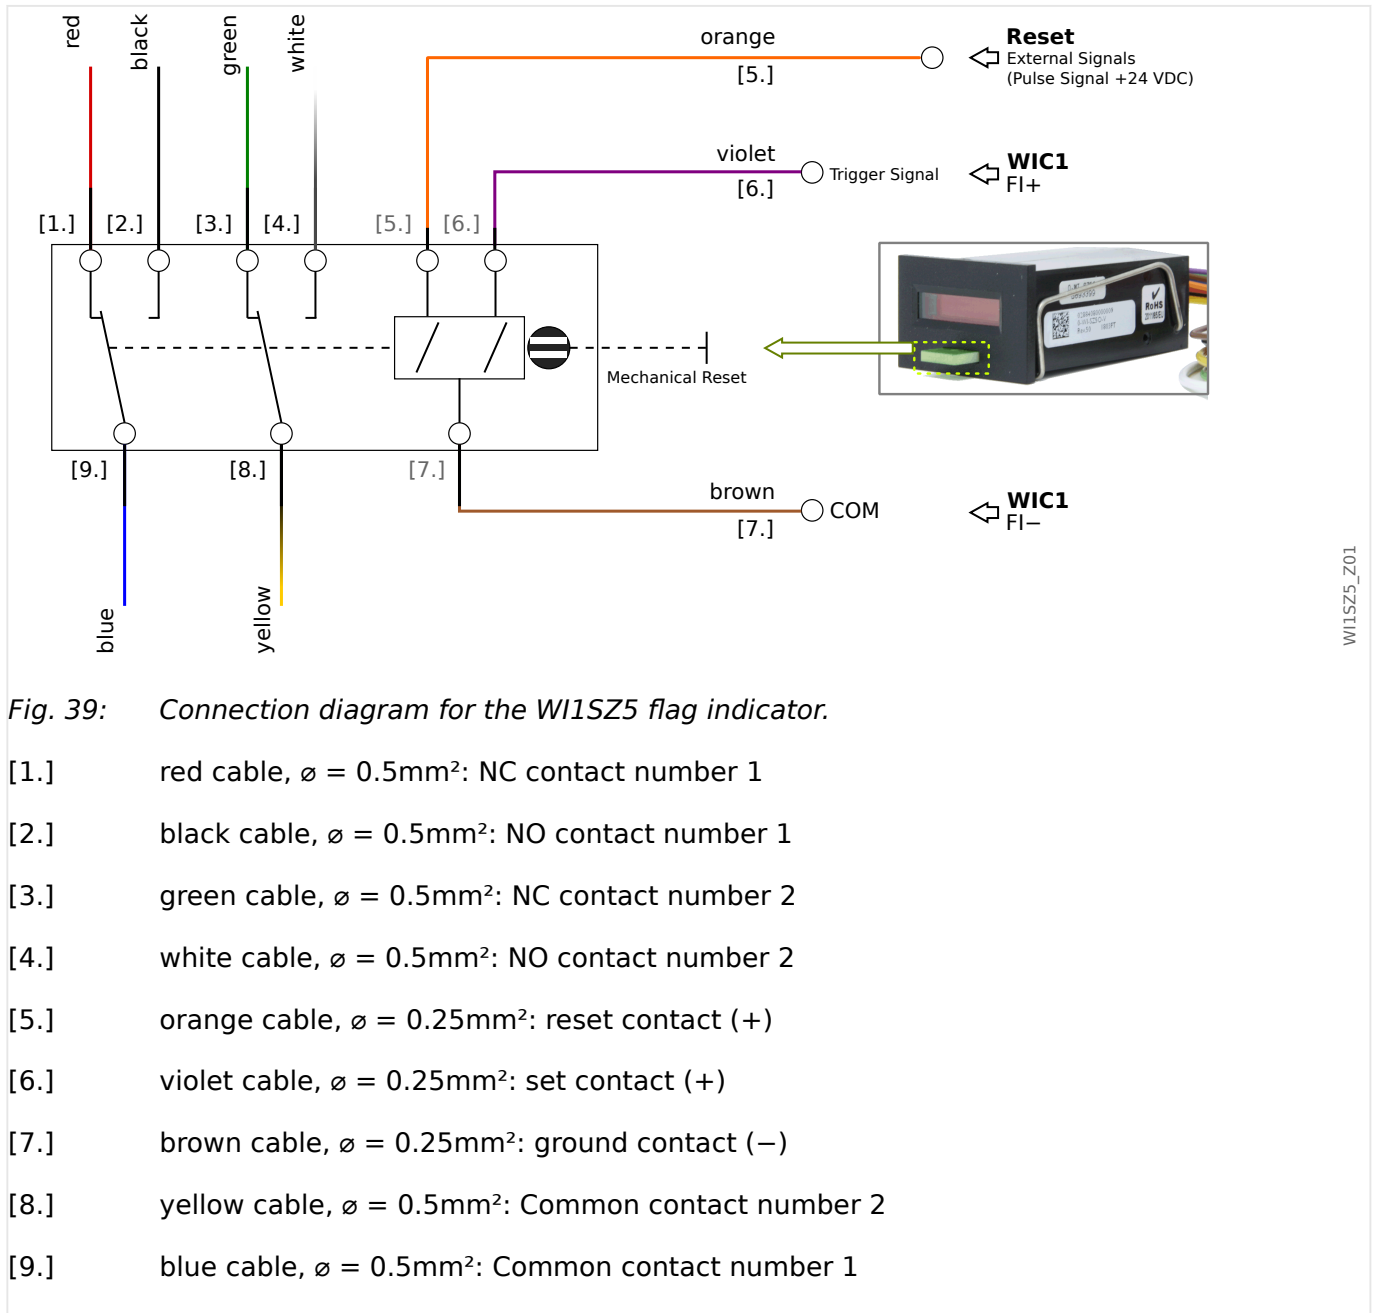 red
black
green
white
orange
[5.]
Reset
External Signals
(Pulse Signal +24 VDC)
violet
[6.]
Trigger Signal
WIC1
FI+
[1.]
[2.]
[3.]
[4.]
[5.]
[6.]
RoHS
Mechanical Reset
[9.]
[8.]
[7.]
brown
[7.]
COM
WIC1
FI−
blue
yellow
WI1SZ5_Z01
Fig. 39: Connection diagram for the WI1SZ5 flag indicator.
[1.] red cable, ⌀ = 0.5mm²: NC contact number 1
[2.] black cable, ⌀ = 0.5mm²: NO contact number 1
[3.] green cable, ⌀ = 0.5mm²: NC contact number 2
[4.] white cable, ⌀ = 0.5mm²: NO contact number 2
[5.] orange cable, ⌀ = 0.25mm²: reset contact (+)
[6.] violet cable, ⌀ = 0.25mm²: set contact (+)
[7.] brown cable, ⌀ = 0.25mm²: ground contact (−)
[8.] yellow cable, ⌀ = 0.5mm²: Common contact number 2
[9.] blue cable, ⌀ = 0.5mm²: Common contact number 1